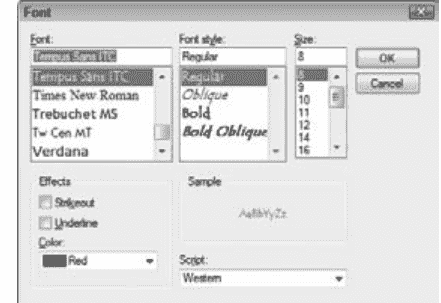 Font
Font:
Tempus Sans ITC
Tempus Sans ITC
Times New Roman
Trebuchet MS
Tw Cen MT
Verdana
Font style:
Regular
Regular
Oblique
Bold
Bold Oblique
Size:
8
8
9
10
11
12
14
16
OK
Cancel
Effects
Strikeout
Underline
Color:
Red
Sample
AaBbYyZz
Script:
Western